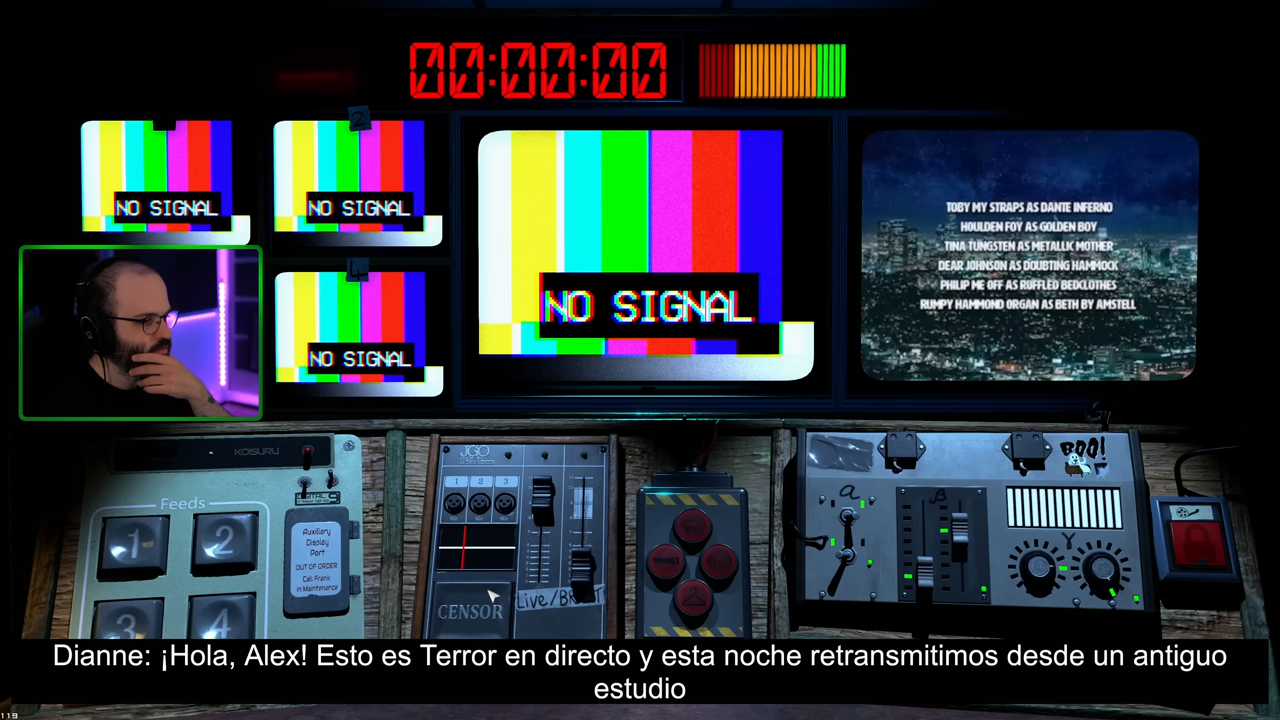 00:00:00
2
NO SIGNAL
NO SIGNAL
NO SIGNAL
4
NO SIGNAL
TOBY MY STRAPS AS DANTE INFERNO
HOULDEN FOY AS GOLDEN BOY
TINA TUNGSTEN AS METALLIC MOTHER
DEAR JOHNSON AS DOUBTING HAMMOCK
PHILIP ME OFF AS RUFFLED BEDCLOTHES
RUMPY HAMMOND ORGAN AS BETH BY AMSTELL
KOISURU
Feeds
1
2
3
4
Auxiliary
Display
Port
OUT OF ORDER
Call Frank
in Maintenance
JGO
1 2 3
CENSOR
Live/
BOO!
α
β
γ
Dianne: ¡Hola, Alex! Esto es Terror en directo y esta noche retransmitimos desde un antiguo
estudio
119